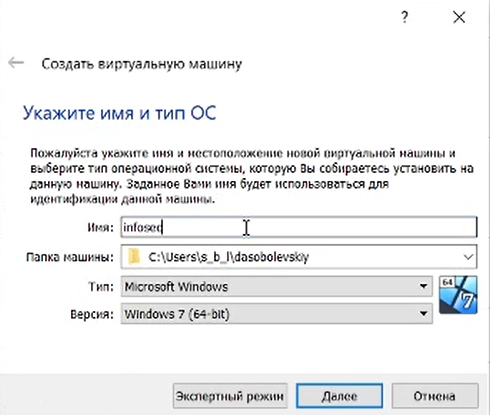 ?
Создать виртуальную машину
Укажите имя и тип ОС
Пожалуйста укажите имя и местоположение новой виртуальной машины и
выберите тип операционной системы, которую Вы собираетесь установить на
данную машину. Заданное Вами имя будет использоваться для
идентификации данной машины.
Имя: infosec
Папка машины: C:\Users\s_b_l\dasobolevskiy
Тип: Microsoft Windows 64
Версия: Windows 7 (64-bit) 7
Экспертный режим Далее Отмена